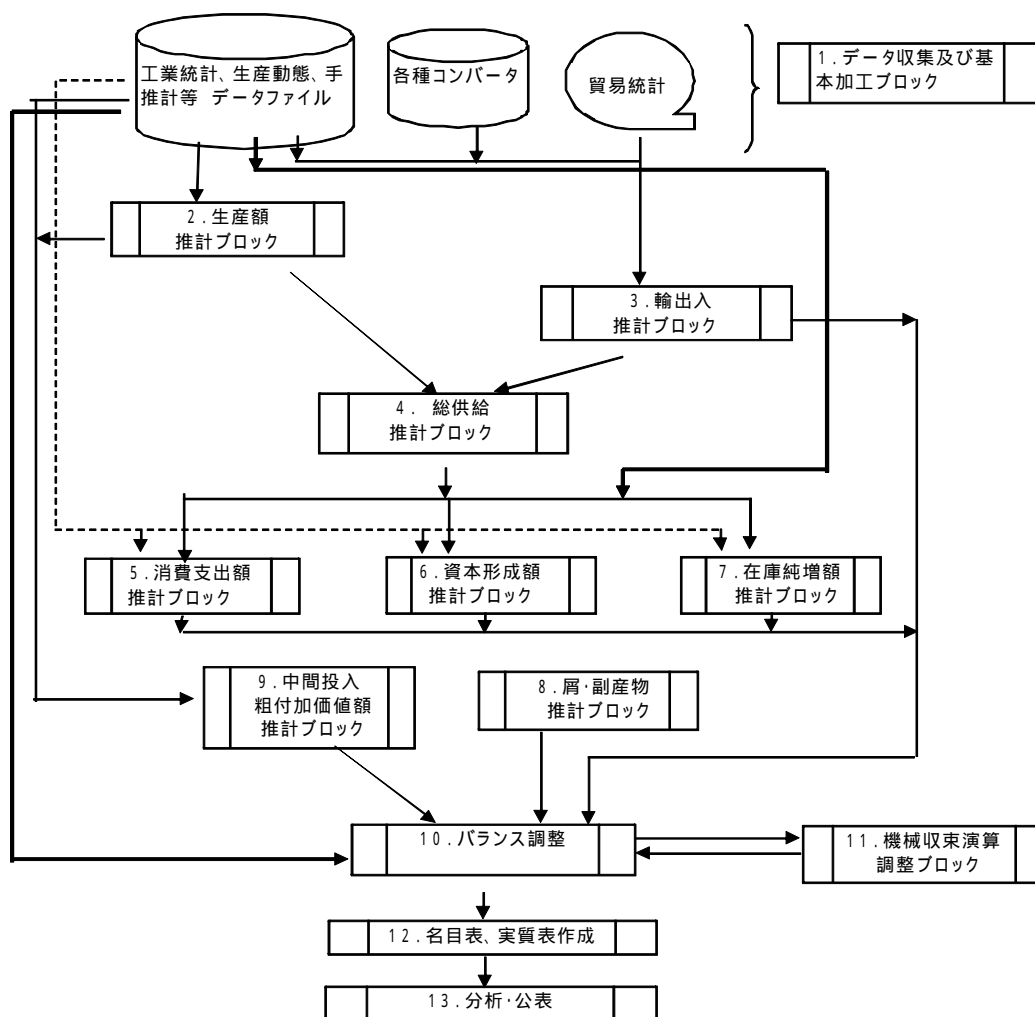 工業統計、生産動態、手
推計等 データファイル
各種コンバータ
貿易統計
1.データ収集及び基
本加工ブロック
2.生産額
推計ブロック
3.輸出入
推計ブロック
4. 総供給
推計ブロック
5.消費支出額
推計ブロック
6.資本形成額
推計ブロック
7.在庫純増額
推計ブロック
9.中間投入
粗付加価値額
推計ブロック
8.屑・副産物
推計ブロック
10.バランス調整
11.機械収束演算
調整ブロック
12.名目表、実質表作成
13.分析・公表